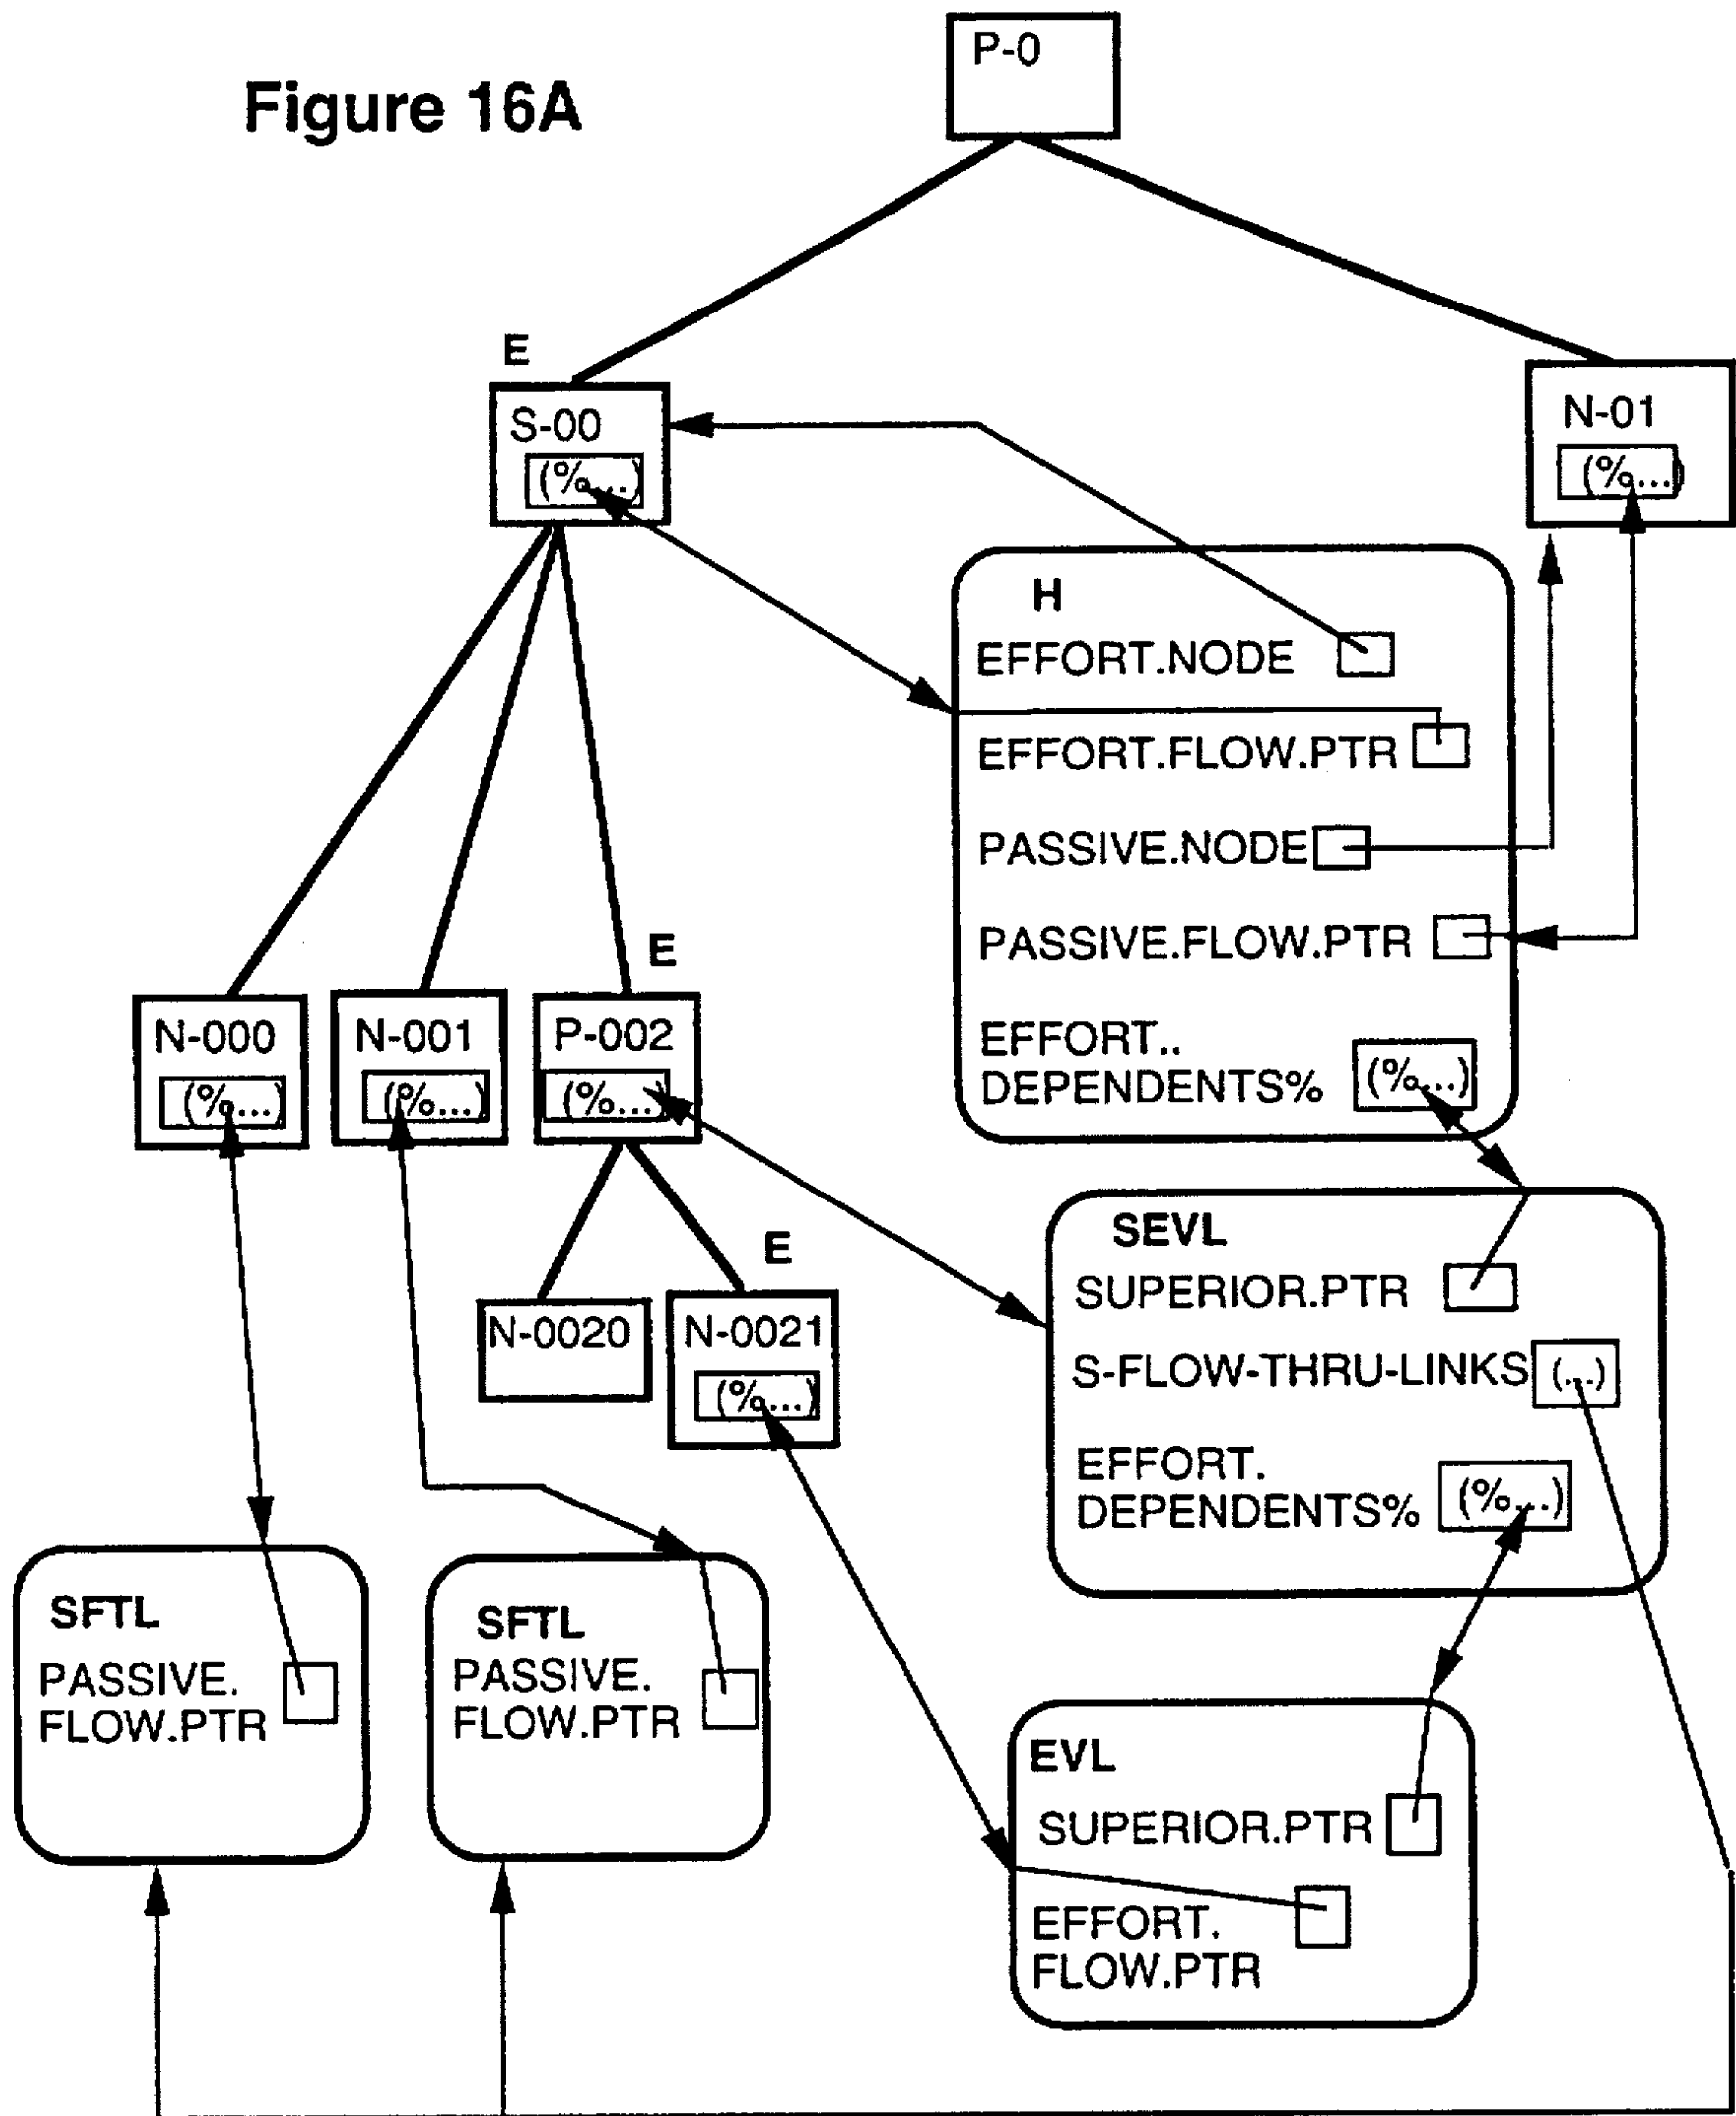 Figure 16A
P-0
E
S-00
(%...)
N-01
(%...)
H
EFFORT.NODE
EFFORT.FLOW.PTR
PASSIVE.NODE
PASSIVE.FLOW.PTR
EFFORT..
DEPENDENTS%
(%...)
E
N-000
(%...)
N-001
(%...)
P-002
(%...)
E
N-0020
N-0021
(%...)
SEVL
SUPERIOR.PTR
S-FLOW-THRU-LINKS (...)
EFFORT.
DEPENDENTS%
(%...)
SFTL
PASSIVE.
FLOW.PTR
SFTL
PASSIVE.
FLOW.PTR
EVL
SUPERIOR.PTR
EFFORT.
FLOW.PTR